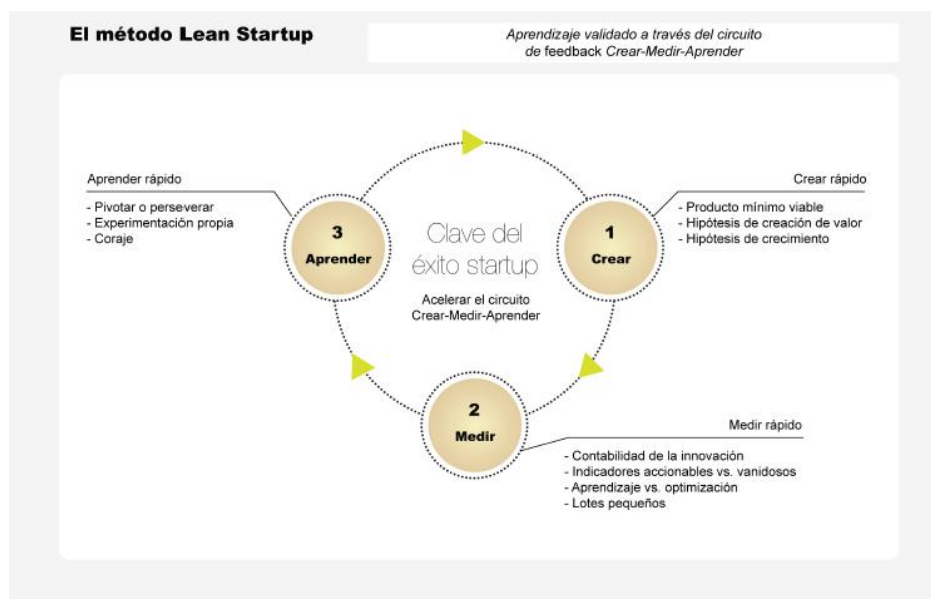 El método Lean Startup
Aprendizaje validado a través del circuito
de feedback Crear-Medir-Aprender
Aprender rápido
- Pivotar o perseverar
- Experimentación propia
- Coraje
3
Aprender
Clave del
éxito startup
Acelerar el circuito
Crear-Medir-Aprender
1
Crear
Crear rápido
- Producto mínimo viable
- Hipótesis de creación de valor
- Hipótesis de crecimiento
2
Medir
Medir rápido
- Contabilidad de la innovación
- Indicadores accionables vs. vanidosos
- Aprendizaje vs. optimización
- Lotes pequeños